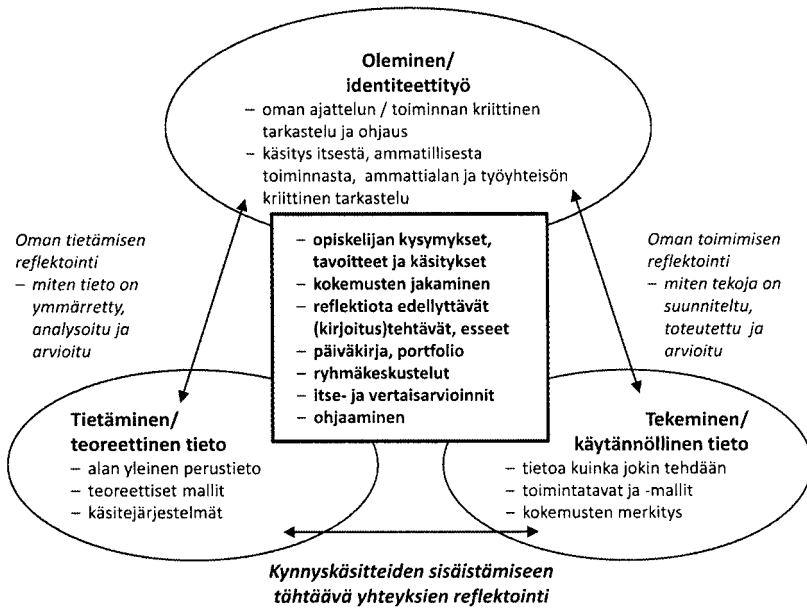 Oleminen/
identiteettityö
– oman ajattelun / toiminnan kriittinen
tarkastelu ja ohjaus
– käsitys itsestä, ammatillisesta
toiminnasta, ammattialan ja työyhteisön
kriittinen tarkastelu
Oman tietämisen
reflektointi
– miten tieto on
ymmärretty,
analysoitu ja
arvioitu
– opiskelijan kysymykset,
tavoitteet ja käsitykset
– kokemusten jakaminen
– reflektiota edellyttävät
(kirjoitus)tehtävät, esseet
– päiväkirja, portfolio
– ryhmäkeskustelut
– itse- ja vertaisarvioinnit
– ohjaaminen
Oman toimimisen
reflektointi
– miten tekoja on
suunniteltu,
toteutettu ja
arvioitu
Tietäminen/
teoreettinen tieto
– alan yleinen perustieto
– teoreettiset mallit
– käsitejärjestelmät
Tekeminen/
käytännöllinen tieto
– tietoa kuinka jokin tehdään
– toimintatavat ja -mallit
– kokemusten merkitys
Kynnyskäsitteiden sisäistämiseen
tähtäävä yhteyksien reflektointi